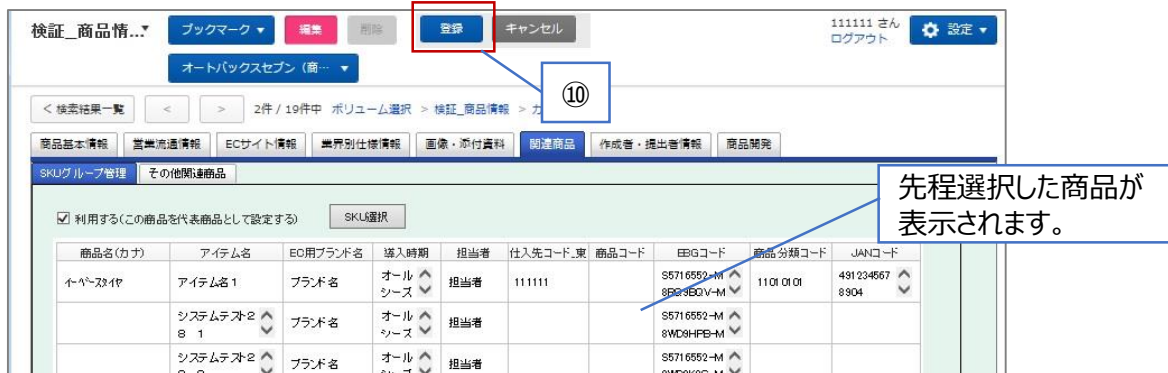 検証_商品情...▼ ブックマーク ▼ 編集 削除 登録 キャンセル 111111 さん 設定 ▼
ログアウト
オートバックスセブン（商… ▼
⑩
< 検索結果一覧 < > 2件 / 19件中 ボリューム選択 > 検証_商品情報 > カ
商品基本情報 営業流通情報 ECサイト情報 業界別仕様情報 画像・添付資料 関連商品 作成者・提出者情報 商品開発
SKUグループ管理 その他関連商品
先程選択した商品が
表示されます。
利用する(この商品を代表商品として設定する) SKU選択
商品名(カナ) アイテム名 EC用ブランド名 導入時期 担当者 仕入先コード_東 商品コード EBGコード 商品分類コード JANコード
イーベースタイヤ アイテム名1 ブランド名 オール 担当者 111111 S5716552-M 11010101 491234567
シーズ 8904
システムテスト2 ブランド名 オール 担当者 S5716552-M
8 1 シーズ 8WD9HPB-M
システムテスト2 ブランド名 オール 担当者 S5716552-M